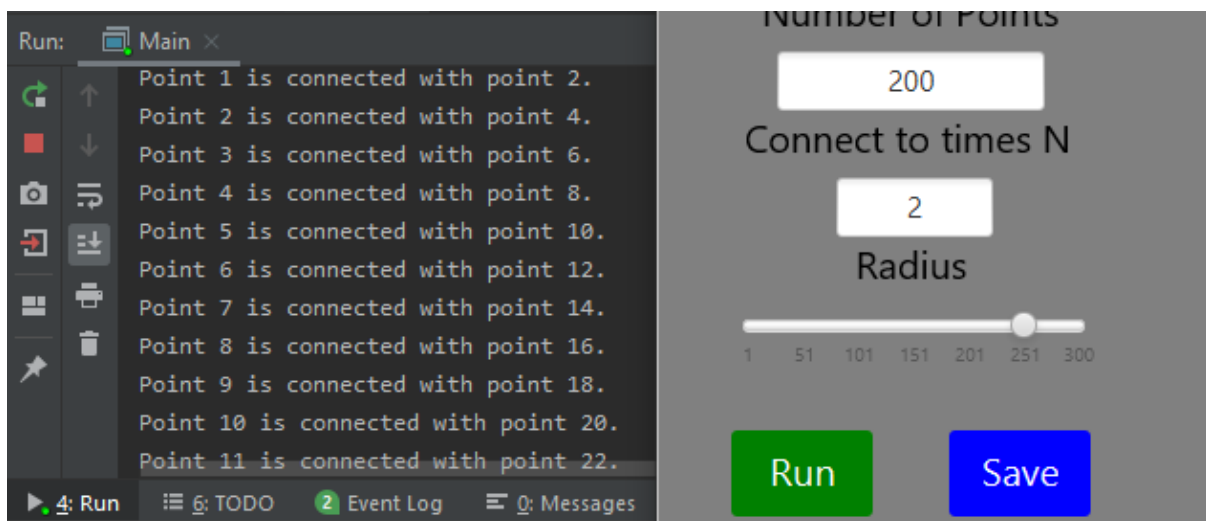 Run:
Main
Point 1 is connected with point 2.
Point 2 is connected with point 4.
Point 3 is connected with point 6.
Point 4 is connected with point 8.
Point 5 is connected with point 10.
Point 6 is connected with point 12.
Point 7 is connected with point 14.
Point 8 is connected with point 16.
Point 9 is connected with point 18.
Point 10 is connected with point 20.
Point 11 is connected with point 22.
4: Run
6: TODO
2 Event Log
0: Messages
Number of Points
200
Connect to times N
2
Radius
1 51 101 151 201 251 300
Run
Save